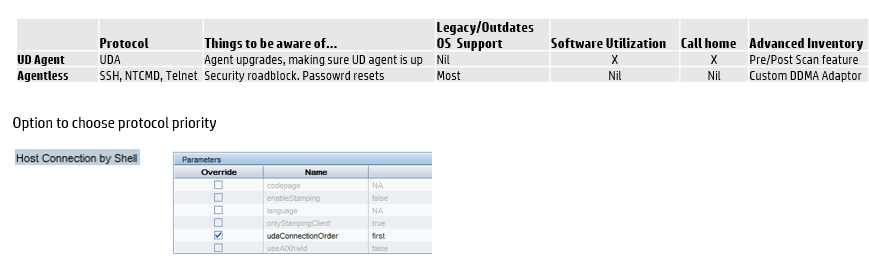 Legacy/Outdates
Protocol Things to be aware of... OS Support Software Utilization Call home Advanced Inventory
UD Agent UDA Agent upgrades, making sure UD agent is up Nil X X Pre/Post Scan feature
Agentless SSH, NTCMD, Telnet Security roadblock. Passowrd resets Most Nil Nil Custom DDMA Adaptor
Option to choose protocol priority
Host Connection by Shell
Parameters
Override Name
codepage NA
enableStamping false
language NA
onlyStampingClient true
udaConnectionOrder first
useAIXhwId false